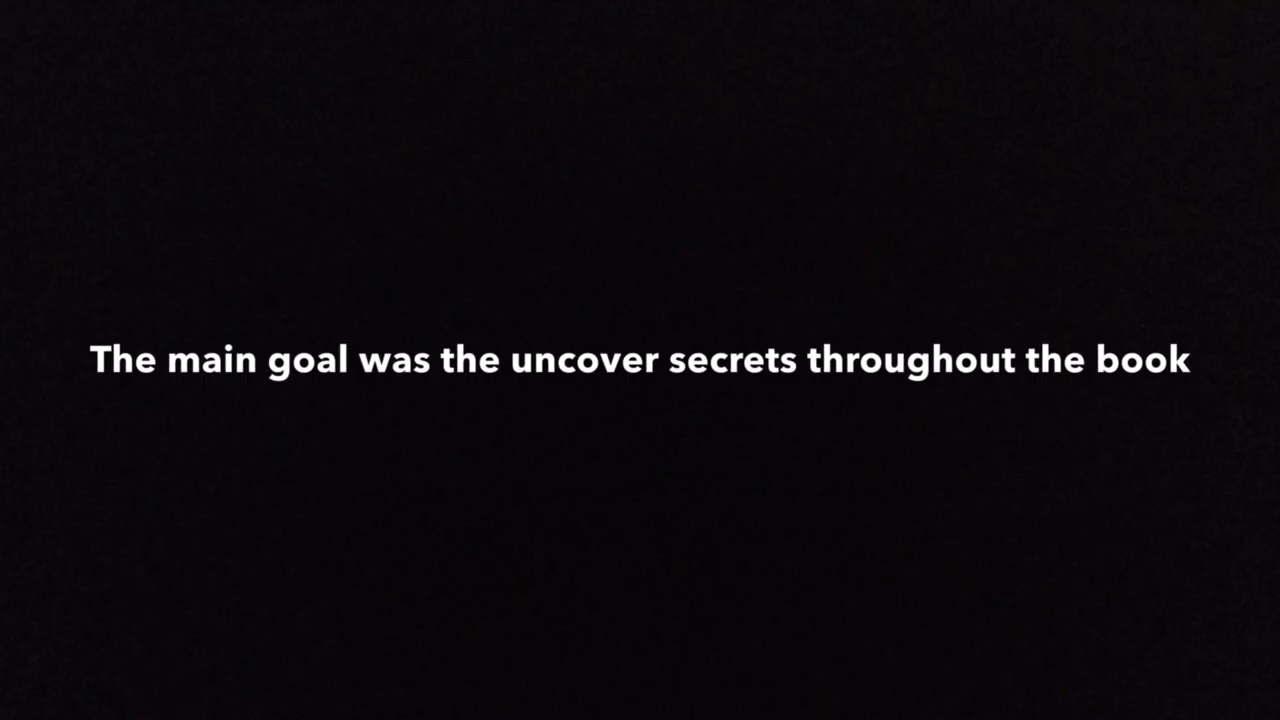 The main goal was the uncover secrets throughout the book